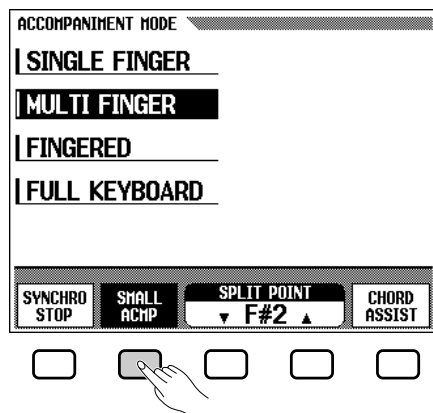 ACCOMPANIMENT MODE
SINGLE FINGER
MULTI FINGER
FINGERED
FULL KEYBOARD
SYNCHRO
STOP
SMALL
ACMP
SPLIT POINT
▼ F#2 ▲
CHORD
ASSIST